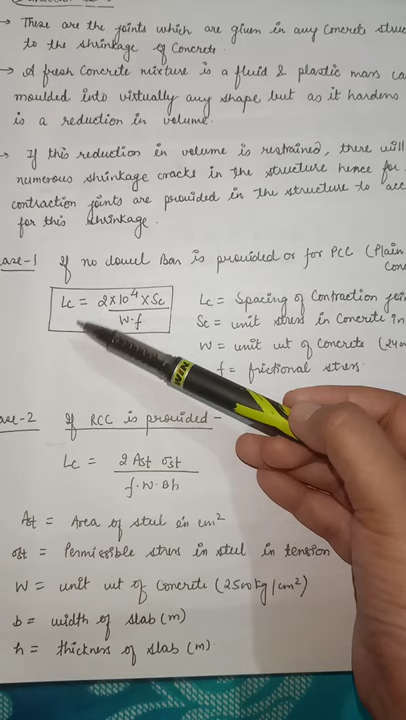 → These are the joints which are given in any concrete
to the shrinkage of concrete.
→ A fresh concrete mixture is a fluid & plastic mass
moulded into virtually any shape but as it hardens
is a reduction in volume.
→ If this reduction in volume is restrained, there will
numerous shrinkage cracks in the structure hence for
contraction joints are provided in the structure to
for this shrinkage.
ase-1 If no dowel Bar is provided or for PCC (Plain
Lc = 2×10⁴×Sc / W·f
Lc = Spacing of Contraction
Sc = unit stress in Concrete in
W = unit wt of Concrete (24
f = frictional stress.
WIN
ase-2 If RCC is provided -
Lc = 2 Ast σst / f·W·Bh
Ast = Area of steel in cm²
σst = Permissible stress in steel in tension
W = unit wt of Concrete (2500kg/cm²)
b = width of slab (m)
h = thickness of slab (m).